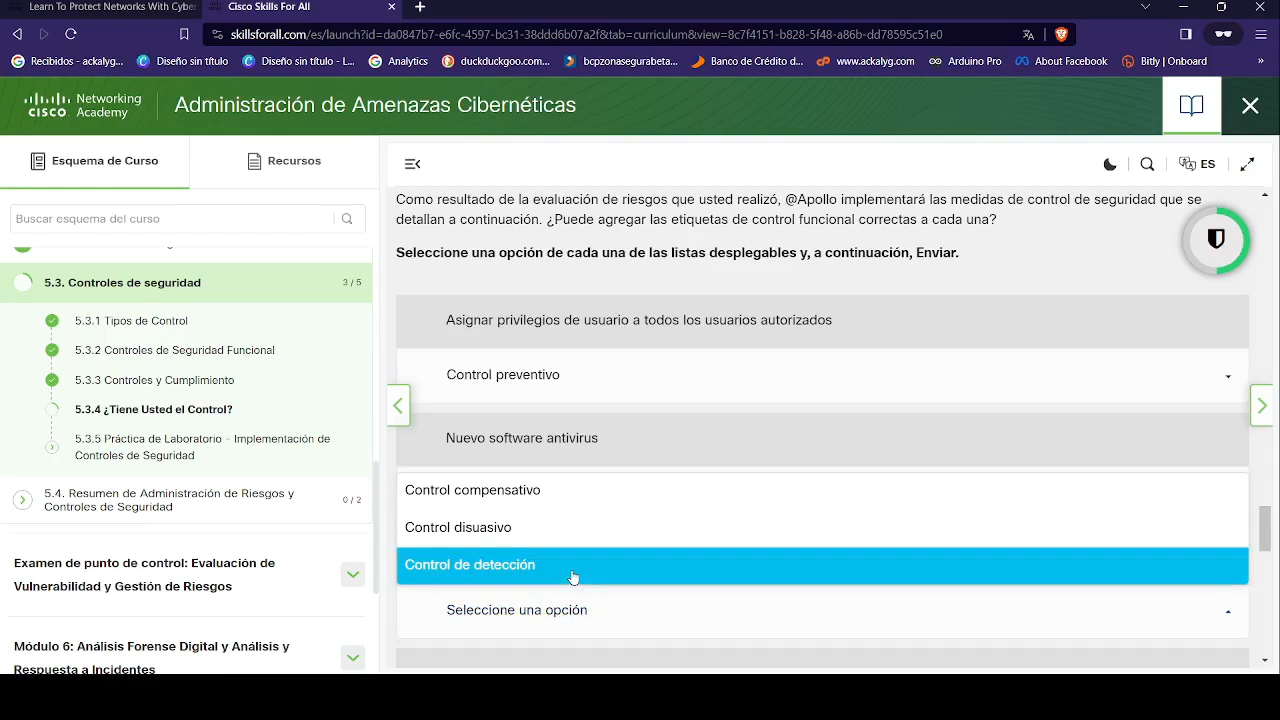 Learn To Protect Networks With Cyber
Cisco Skills For All
skillsforall.com/es/launch?id=da0847b7-e6fc-4597-bc31-38ddd6b07a2f&tab=curriculum&view=8c7f4151-b828-5f48-a86b-dd78595c51e0
Recibidos - ackalyg... Diseño sin título Diseño sin título - L... Analytics duckduckgoo.com... bcpzonasegurabeta... Banco de Crédito d... www.ackalyg.com Arduino Pro About Facebook Bitly | Onboard »
cisco Networking Academy
Administración de Amenazas Cibernéticas
Esquema de Curso
Recursos
ES
Buscar esquema del curso
5.3. Controles de seguridad 3 / 5
5.3.1 Tipos de Control
5.3.2 Controles de Seguridad Funcional
5.3.3 Controles y Cumplimiento
5.3.4 ¿Tiene Usted el Control?
5.3.5 Práctica de Laboratorio - Implementación de
Controles de Seguridad
5.4. Resumen de Administración de Riesgos y
Controles de Seguridad 0 / 2
Examen de punto de control: Evaluación de
Vulnerabilidad y Gestión de Riesgos
Módulo 6: Análisis Forense Digital y Análisis y
Respuesta a Incidentes
Como resultado de la evaluación de riesgos que usted realizó, @Apollo implementará las medidas de control de seguridad que se
detallan a continuación. ¿Puede agregar las etiquetas de control funcional correctas a cada una?
Seleccione una opción de cada una de las listas desplegables y, a continuación, Enviar.
Asignar privilegios de usuario a todos los usuarios autorizados
Control preventivo
Nuevo software antivirus
Control compensativo
Control disuasivo
Control de detección
Seleccione una opción